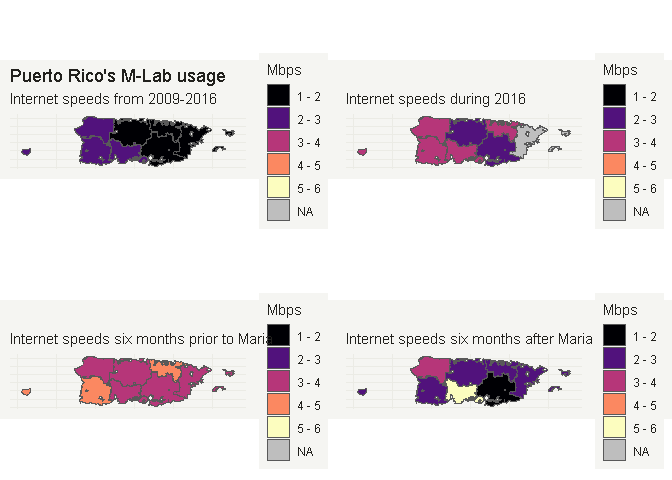 Puerto Rico's M-Lab usage
Internet speeds from 2009-2016
Mbps
1 - 2
2 - 3
3 - 4
4 - 5
5 - 6
NA
Internet speeds during 2016
Mbps
1 - 2
2 - 3
3 - 4
4 - 5
5 - 6
NA
Internet speeds six months prior to Maria
Mbps
1 - 2
2 - 3
3 - 4
4 - 5
5 - 6
NA
Internet speeds six months after Maria
Mbps
1 - 2
2 - 3
3 - 4
4 - 5
5 - 6
NA